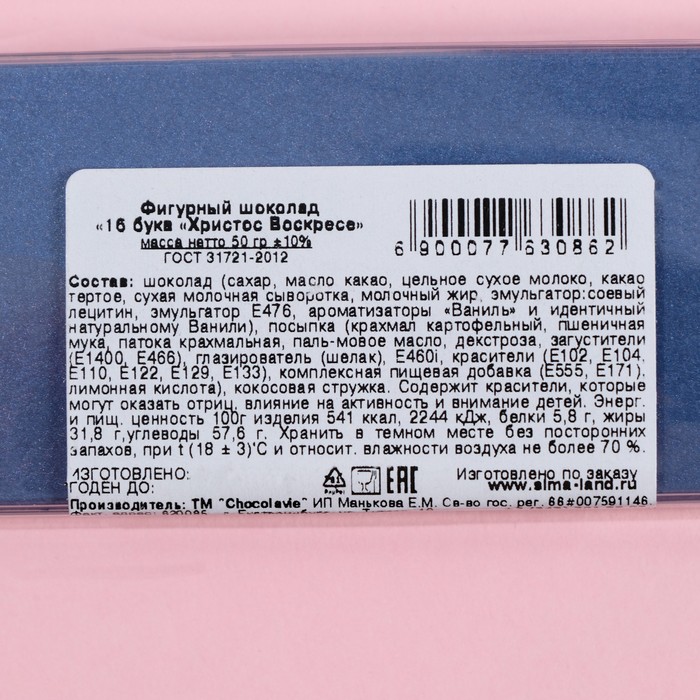 Фигурный шоколад
«16 букв «Христос Воскресе»
масса нетто 50 гр ±10%
ГОСТ 31721-2012
6 900077 630862
Состав: шоколад (сахар, масло какао, цельное сухое молоко, какао
тертое, сухая молочная сыворотка, молочный жир, эмульгатор:соевый
лецитин, эмульгатор Е476, ароматизаторы «Ваниль» и идентичный
натуральному Ванили), посыпка (крахмал картофельный, пшеничная
мука, патока крахмальная, паль-мовое масло, декстроза, загустители
(Е1400, Е466), глазирователь (шелак), Е460i, красители (Е102, Е104,
Е110, Е122, Е129, Е133), комплексная пищевая добавка (Е555, Е171),
лимонная кислота), кокосовая стружка. Содержит красители, которые
могут оказать отриц. влияние на активность и внимание детей. Энерг.
и пищ. ценность 100г изделия 541 ккал, 2244 кДж, белки 5,8 г, жиры
31,8 г,углеводы 57,6 г. Хранить в темном месте без посторонних
запахов, при t (18 ± 3)'С и относит. влажности воздуха не более 70 %.
ИЗГОТОВЛЕНО:
ГОДЕН ДО:
EAC
Изготовлено по заказу
www.sima-land.ru
Производитель: ТМ "Chocolavie" ИП Манькова Е.М. Св-во гос. рег. 66#007591146